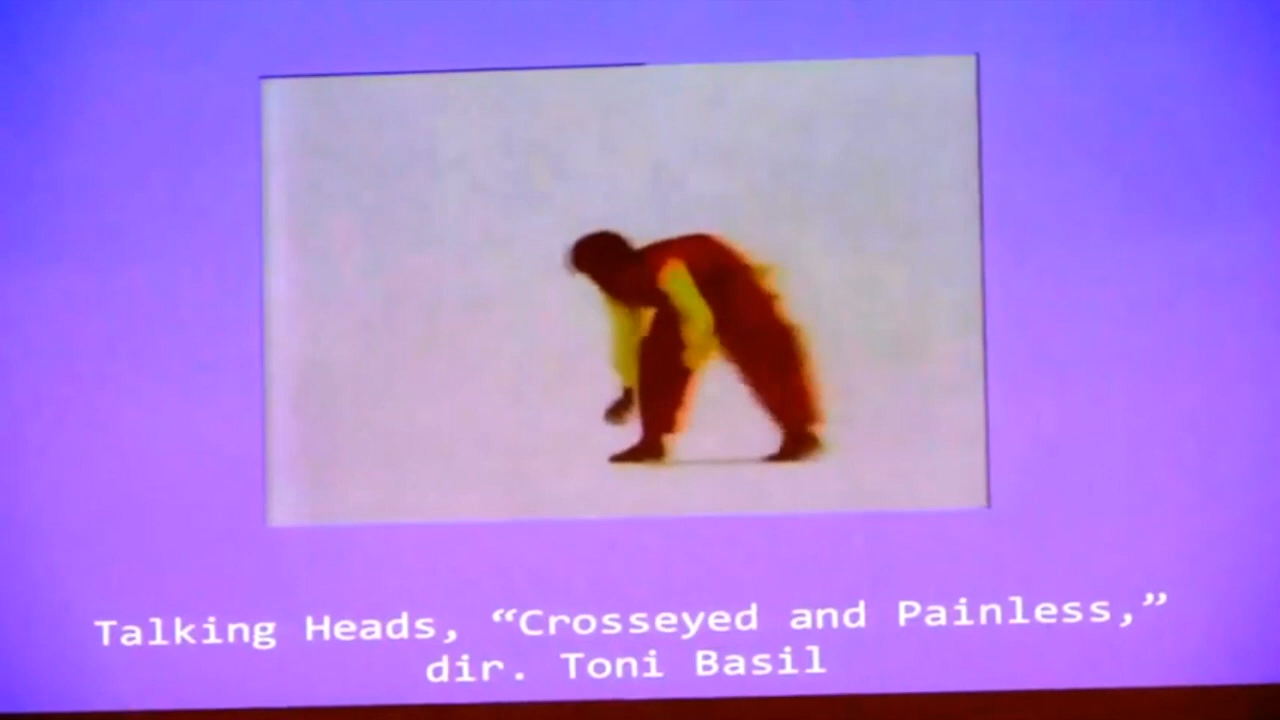 Talking Heads, “Crosseyed and Painless,”
dir. Toni Basil